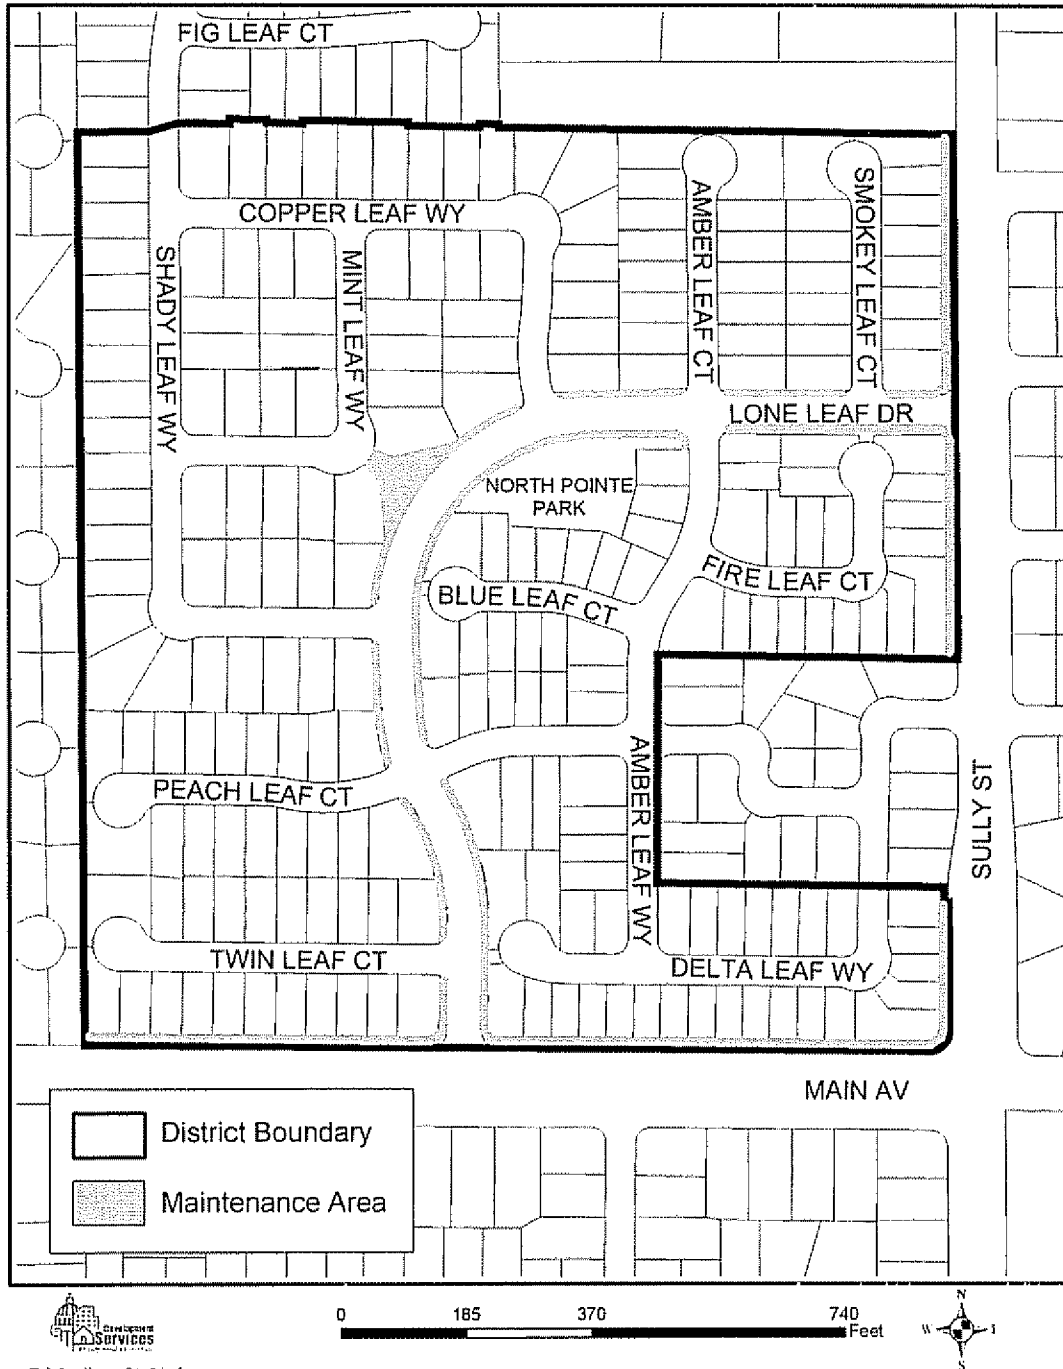 FIG LEAF CT
COPPER LEAF WY
SHADY LEAF WY
MINT LEAF WY
AMBER LEAF CT
SMOKEY LEAF CT
LONE LEAF DR
NORTH POINTE
PARK
FIRE LEAF CT
BLUE LEAF CT
AMBER LEAF WY
PEACH LEAF CT
SULLY ST
TWIN LEAF CT
DELTA LEAF WY
MAIN AV
District Boundary
Maintenance Area
Services
0 185 370 740
Feet
N
W
S